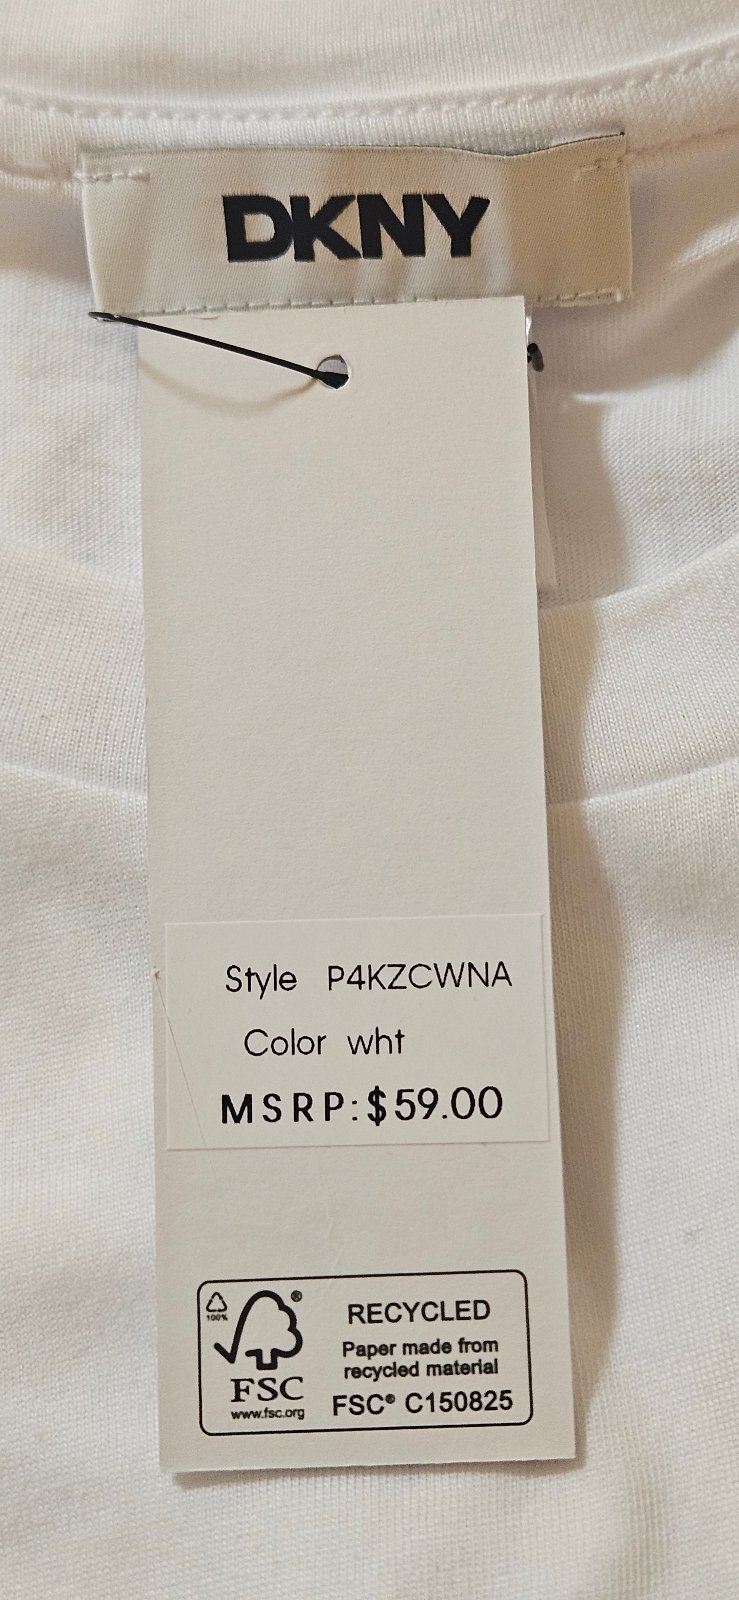 DKNY
Style P4KZCWNA
Color wht
MSRP:$59.00
100%
®
FSC
www.fsc.org
RECYCLED
Paper made from
recycled material
FSC® C150825